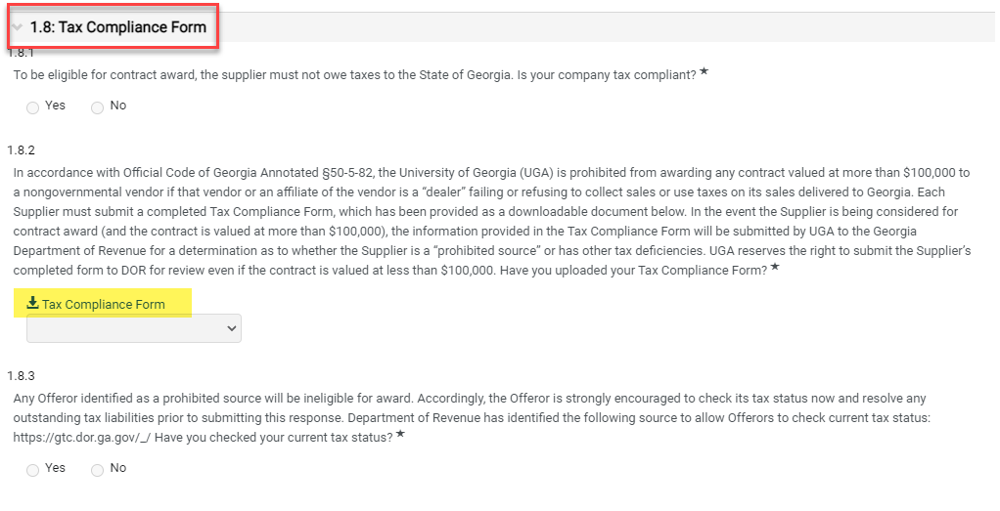 1.8: Tax Compliance Form
1.8.1
To be eligible for contract award, the supplier must not owe taxes to the State of Georgia. Is your company tax compliant? ★
Yes No
1.8.2
In accordance with Official Code of Georgia Annotated §50-5-82, the University of Georgia (UGA) is prohibited from awarding any contract valued at more than $100,000 to
a nongovernmental vendor if that vendor or an affiliate of the vendor is a “dealer” failing or refusing to collect sales or use taxes on its sales delivered to Georgia. Each
Supplier must submit a completed Tax Compliance Form, which has been provided as a downloadable document below. In the event the Supplier is being considered for
contract award (and the contract is valued at more than $100,000), the information provided in the Tax Compliance Form will be submitted by UGA to the Georgia
Department of Revenue for a determination as to whether the Supplier is a “prohibited source” or has other tax deficiencies. UGA reserves the right to submit the Supplier’s
completed form to DOR for review even if the contract is valued at less than $100,000. Have you uploaded your Tax Compliance Form? ★
Tax Compliance Form
1.8.3
Any Offeror identified as a prohibited source will be ineligible for award. Accordingly, the Offeror is strongly encouraged to check its tax status now and resolve any
outstanding tax liabilities prior to submitting this response. Department of Revenue has identified the following source to allow Offerors to check current tax status:
https://gtc.dor.ga.gov/_/ Have you checked your current tax status? ★
Yes No